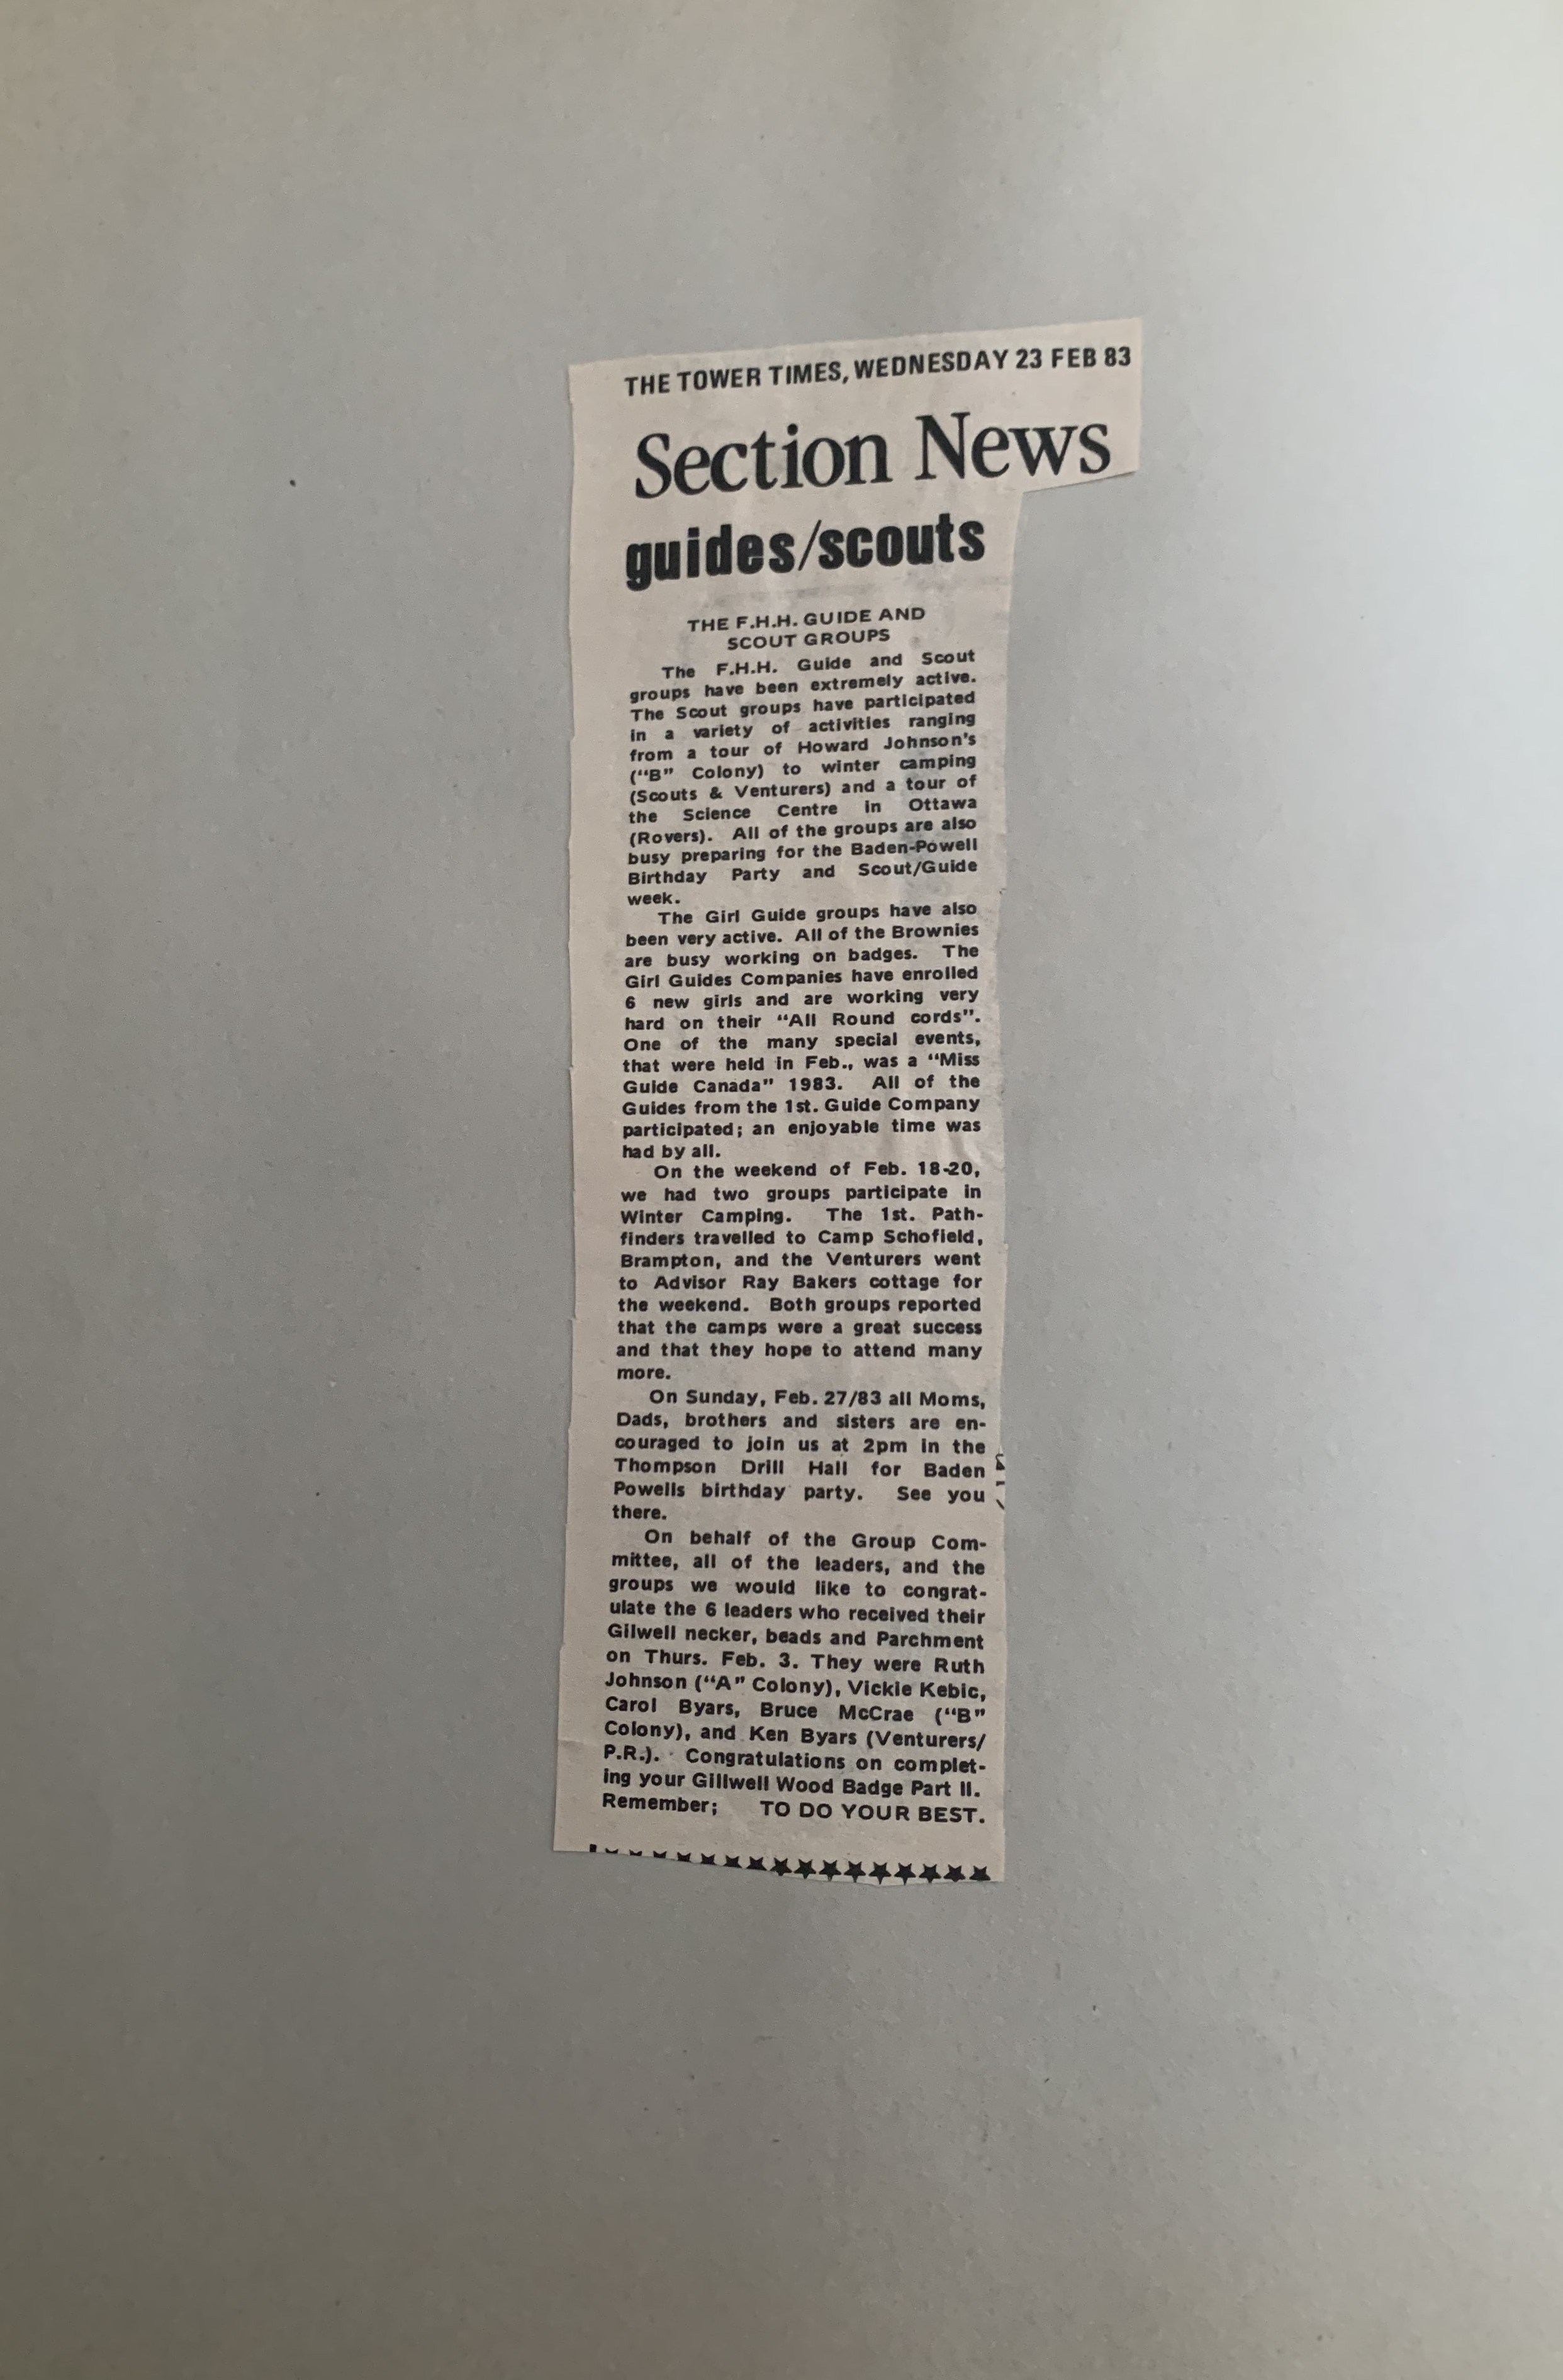 THE TOWER TIMES, WEDNESDAY 23 FEB 83
Section News
guides/scouts
THE F.H.H. GUIDE AND
SCOUT GROUPS
The F.H.H. Guide and Scout
groups have been extremely active.
The Scout groups have participated
in a variety of activities ranging
from a tour of Howard Johnson's
("B" Colony) to winter camping
(Scouts & Venturers) and a tour of
the Science Centre in Ottawa
(Rovers). All of the groups are also
busy preparing for the Baden-Powell
Birthday Party and Scout/Guide
week.
The Girl Guide groups have also
been very active. All of the Brownies
are busy working on badges. The
Girl Guides Companies have enrolled
6 new girls and are working very
hard on their "All Round cords".
One of the many special events,
that were held in Feb., was a "Miss
Guide Canada" 1983. All of the
Guides from the 1st. Guide Company
participated; an enjoyable time was
had by all.
On the weekend of Feb. 18-20,
we had two groups participate in
Winter Camping. The 1st. Path-
finders travelled to Camp Schofield,
Brampton, and the Venturers went
to Advisor Ray Bakers cottage for
the weekend. Both groups reported
that the camps were a great success
and that they hope to attend many
more.
On Sunday, Feb. 27/83 all Moms,
Dads, brothers and sisters are en-
couraged to join us at 2pm in the
Thompson Drill Hall for Baden
Powells birthday party. See you
there.
On behalf of the Group Com-
mittee, all of the leaders, and the
groups we would like to congrat-
ulate the 6 leaders who received their
Gilwell necker, beads and Parchment
on Thurs. Feb. 3. They were Ruth
Johnson ("A" Colony), Vickie Kebic,
Carol Byars, Bruce McCrae ("B"
Colony), and Ken Byars (Venturers/
P.R.). Congratulations on complet-
ing your Gillwell Wood Badge Part II.
Remember; TO DO YOUR BEST.